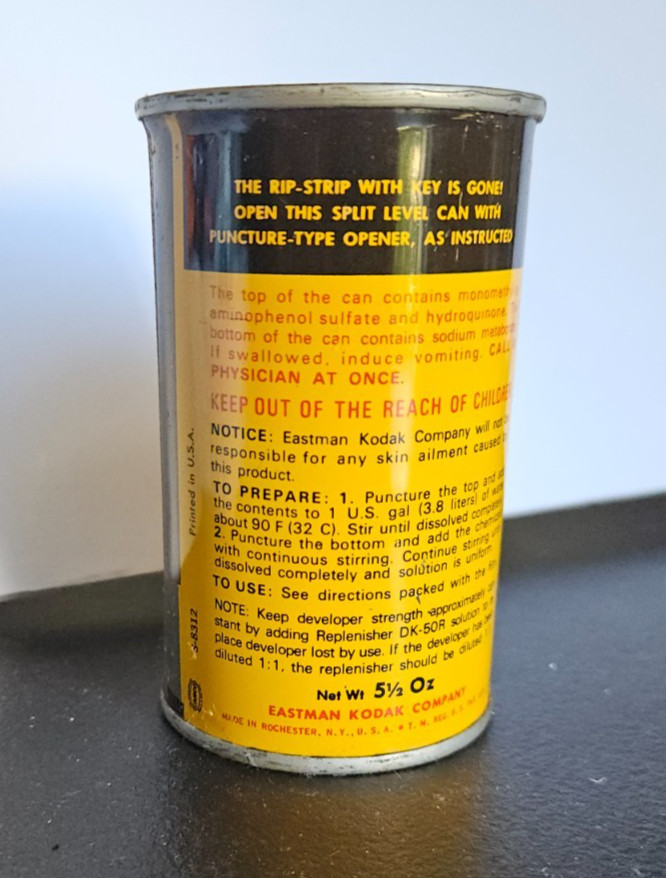 THE RIP-STRIP WITH KEY IS GONE!
OPEN THIS SPLIT LEVEL CAN WITH
PUNCTURE-TYPE OPENER, AS INSTRUCTED
The top of the can contains
aminophenol sulfate and hydroquinone.
bottom of the can contains sodium
If swallowed, induce vomiting. CALL
PHYSICIAN AT ONCE.
KEEP OUT OF THE REACH OF
NOTICE: Eastman Kodak Company will not
responsible for any skin ailment caused
this product.
TO PREPARE: 1. Puncture the top and
the contents to 1 U.S. gal (3.8 liters) of
about 90 F (32 C). Stir until dissolved
2. Puncture the bottom and add the
with continuous stirring. Continue stirring
dissolved completely and solution is uniform.
TO USE: See directions packed with the
NOTE: Keep developer strength approximately
stant by adding Replenisher DK-50R solution to
place developer lost by use. If the developer has
diluted 1:1, the replenisher should be diluted
Net Wt 5½ Oz
EASTMAN KODAK COMPANY
MADE IN ROCHESTER, N.Y., U.S.A. * T.M. REG. U.S.
Printed in U.S.A.
8312